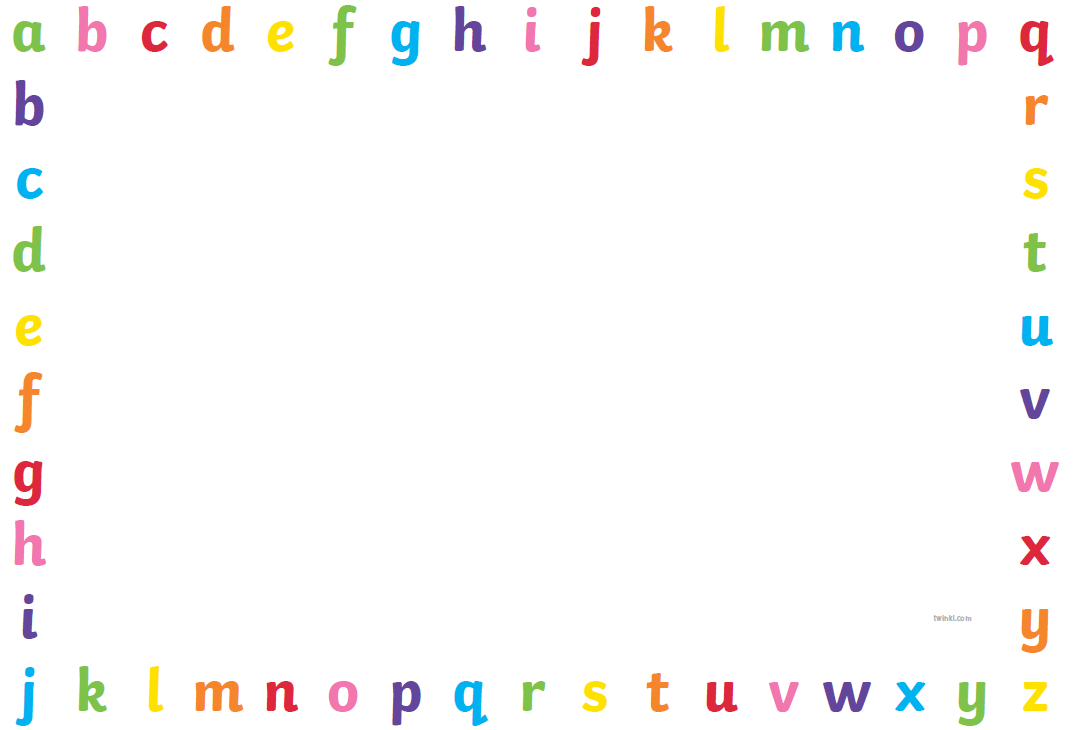 a b c d e f g h i j k l m n o p q
b r
c s
d t
e u
f v
g w
h x
i y
twinkl.com
j k l m n o p q r s t u v w x y z